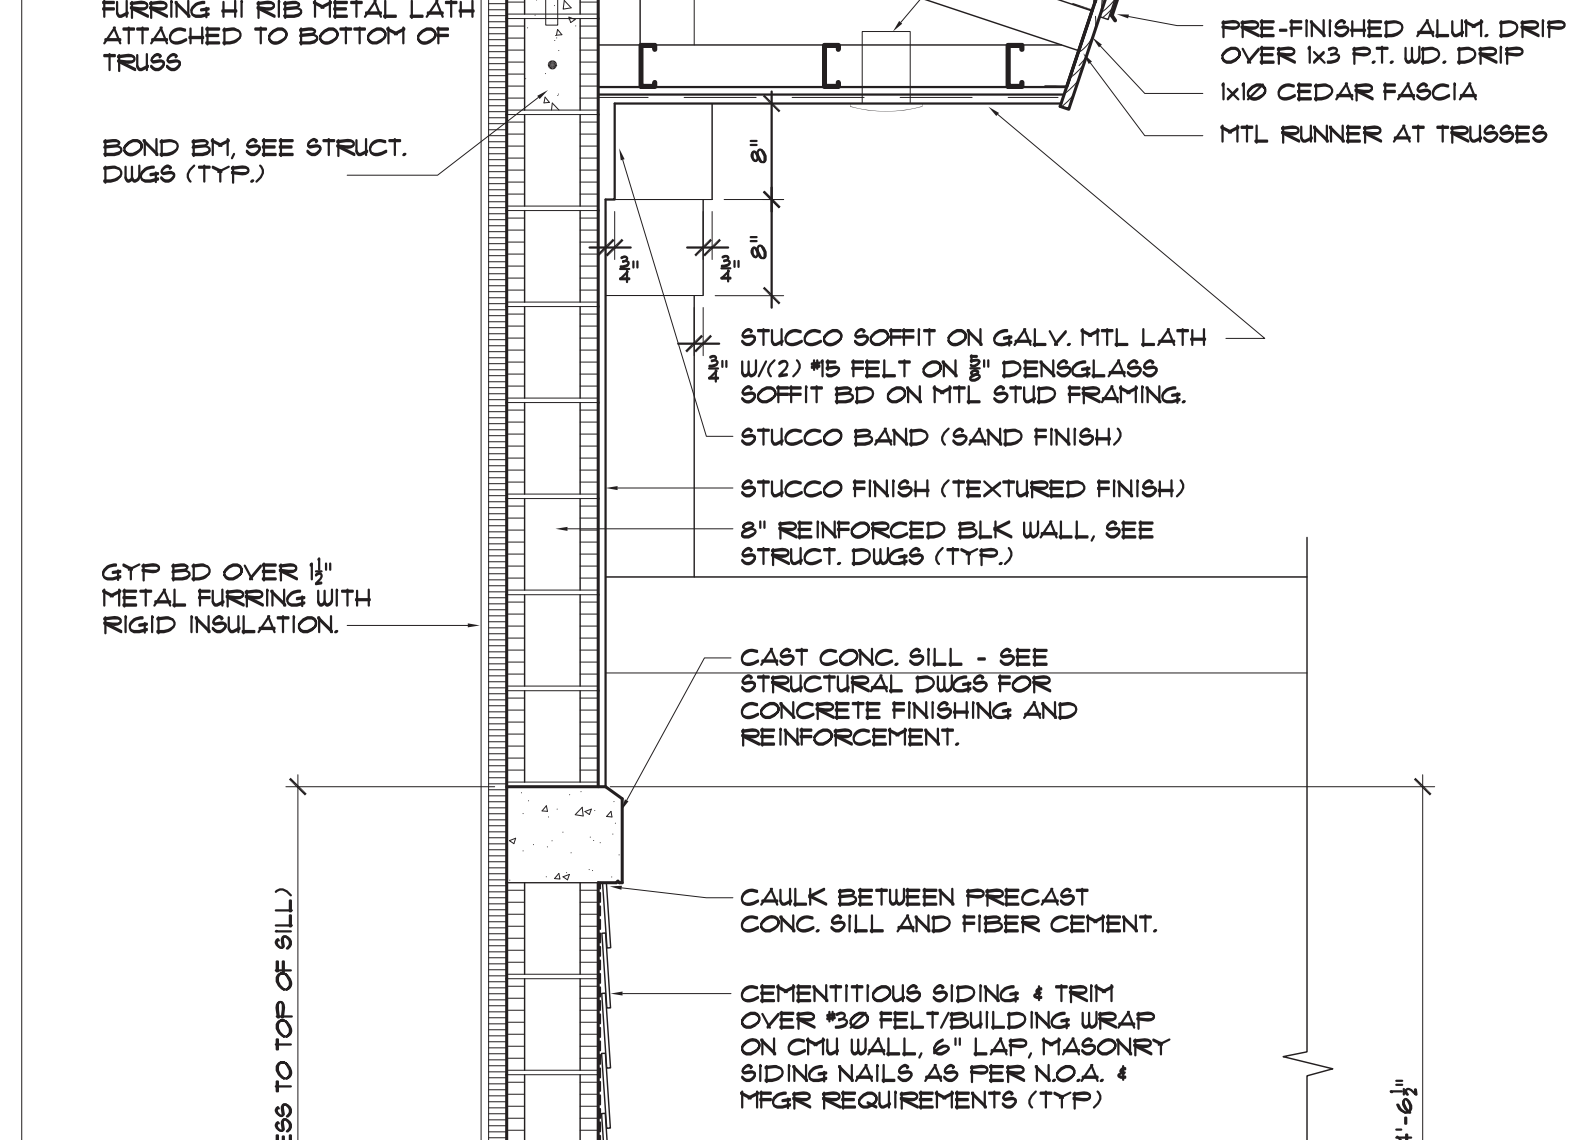 FURRING HI RIB METAL LATH
ATTACHED TO BOTTOM OF
TRUSS
BOND BM, SEE STRUCT.
DWGS (TYP.)
GYP BD OVER 1½"
METAL FURRING WITH
RIGID INSULATION.
PRE-FINISHED ALUM. DRIP
OVER 1x3 P.T. WD. DRIP
1x10 CEDAR FASCIA
MTL RUNNER AT TRUSSES
8"
8"
¾"
¾"
¾"
STUCCO SOFFIT ON GALV. MTL LATH
W/(2) #15 FELT ON ⅝" DENSGLASS
SOFFIT BD ON MTL STUD FRAMING.
STUCCO BAND (SAND FINISH)
STUCCO FINISH (TEXTURED FINISH)
8" REINFORCED BLK WALL, SEE
STRUCT. DWGS (TYP.)
CAST CONC. SILL - SEE
STRUCTURAL DWGS FOR
CONCRETE FINISHING AND
REINFORCEMENT.
CAULK BETWEEN PRECAST
CONC. SILL AND FIBER CEMENT.
CEMENTITIOUS SIDING & TRIM
OVER #30 FELT/BUILDING WRAP
ON CMU WALL, 6" LAP, MASONRY
SIDING NAILS AS PER N.O.A. &
MFGR REQUIREMENTS (TYP)
ESS TO TOP OF SILL)
4'-6½"